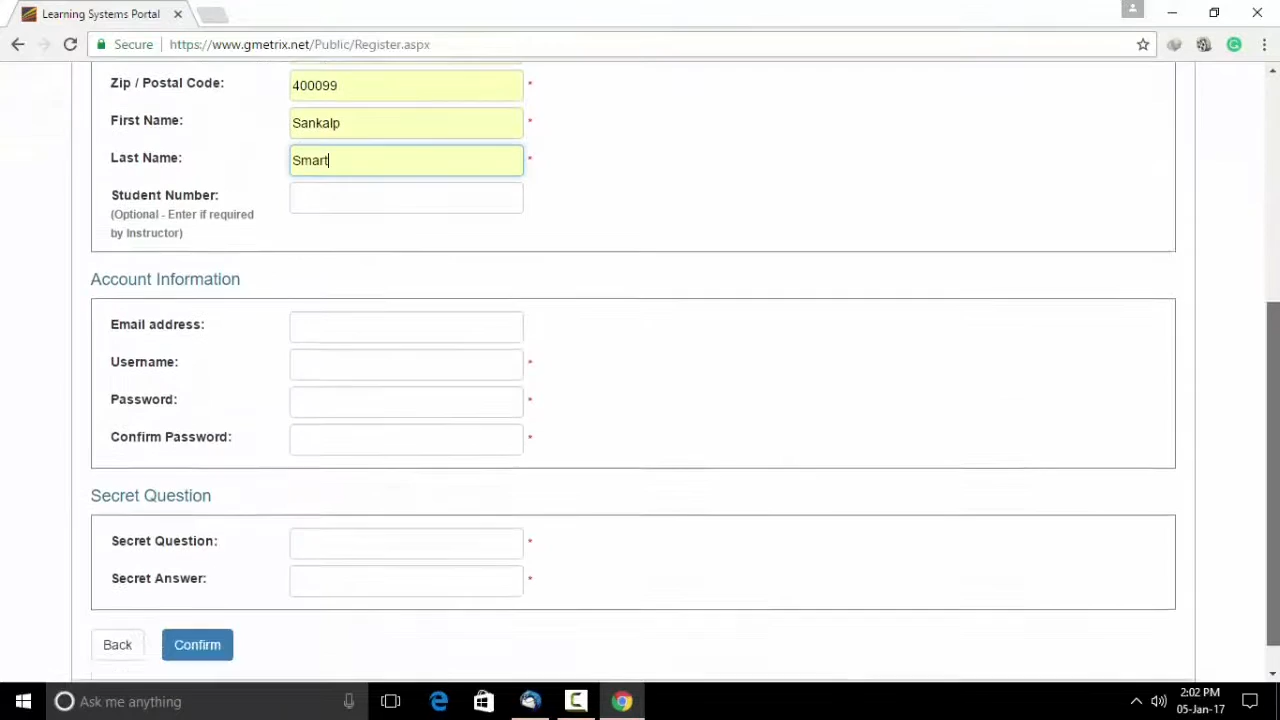 Learning Systems Portal
Secure
https://www.gmetrix.net/Public/Register.aspx
Zip / Postal Code:
400099
*
First Name:
Sankalp
*
Last Name:
Smart
*
Student Number:
(Optional - Enter if required
by Instructor)
Account Information
Email address:
Username:
*
Password:
*
Confirm Password:
*
Secret Question
Secret Question:
*
Secret Answer:
*
Back
Confirm
Ask me anything
2:02 PM
05-Jan-17